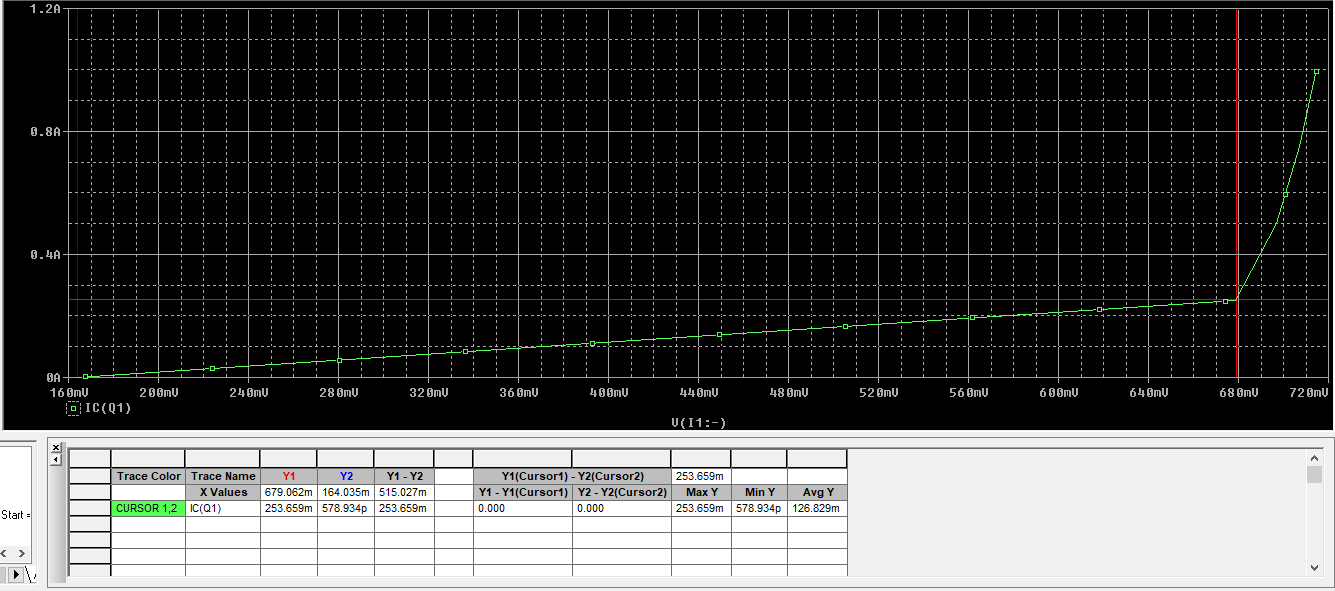 1.2A
0.8A
0.4A
0A
160mV 200mV 240mV 280mV 320mV 360mV 400mV 440mV 480mV 520mV 560mV 600mV 640mV 680mV 720mV
IC(Q1)
V(I1:-)
Trace Color Trace Name Y1 Y2 Y1 - Y2 Y1(Cursor1) - Y2(Cursor2) 253.659m
X Values 679.062m 164.035m 515.027m Y1 - Y1(Cursor1) Y2 - Y2(Cursor2) Max Y Min Y Avg Y
CURSOR 1,2 IC(Q1) 253.659m 578.934p 253.659m 0.000 0.000 253.659m 578.934p 126.829m
Start =